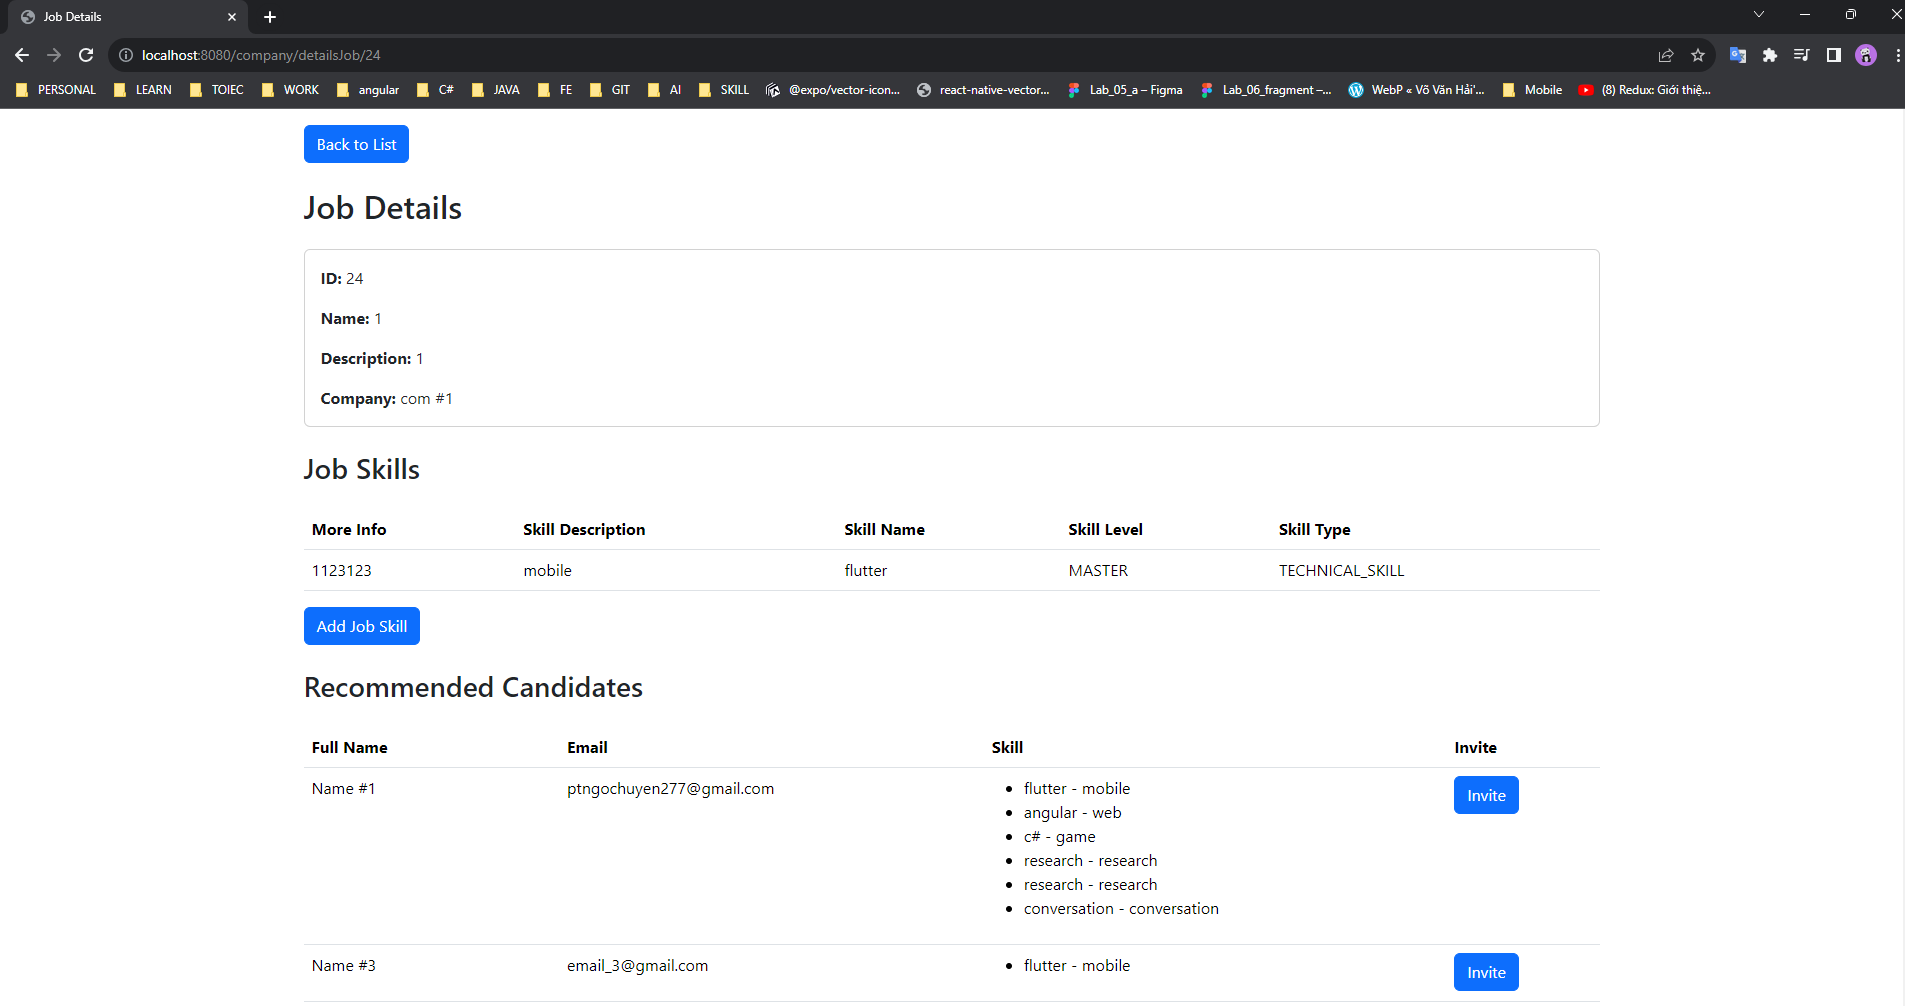 Job Details
localhost:8080/company/detailsJob/24
PERSONAL LEARN TOIEC WORK angular C# JAVA FE GIT AI SKILL @expo/vector-icon... react-native-vector... Lab_05_a – Figma Lab_06_fragment –... WebP « Võ Văn Hải'... Mobile (8) Redux: Giới thiệ...
Back to List
Job Details
ID: 24
Name: 1
Description: 1
Company: com #1
Job Skills
More Info Skill Description Skill Name Skill Level Skill Type
1123123 mobile flutter MASTER TECHNICAL_SKILL
Add Job Skill
Recommended Candidates
Full Name Email Skill Invite
Name #1 ptngochuyen277@gmail.com flutter - mobile Invite
angular - web
c# - game
research - research
research - research
conversation - conversation
Name #3 email_3@gmail.com flutter - mobile Invite